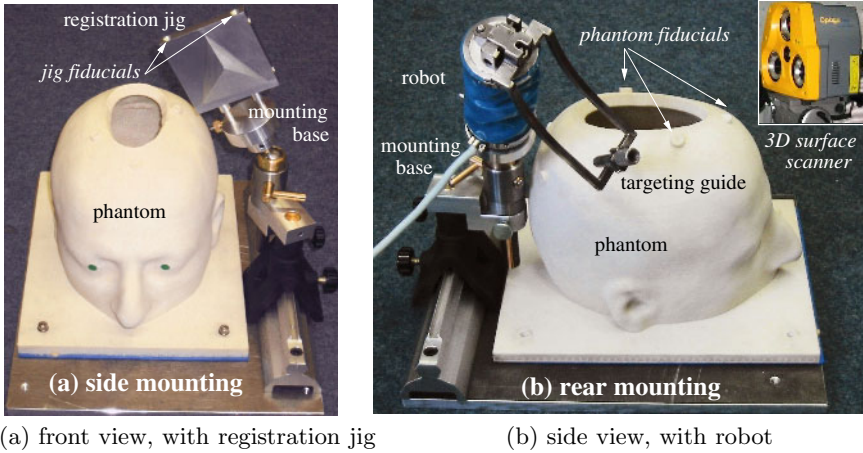 registration jig
jig fiducials
mounting
base
phantom
(a) side mounting
robot
mounting
base
phantom fiducials
3D surface
scanner
targeting guide
phantom
(b) rear mounting
(a) front view, with registration jig
(b) side view, with robot